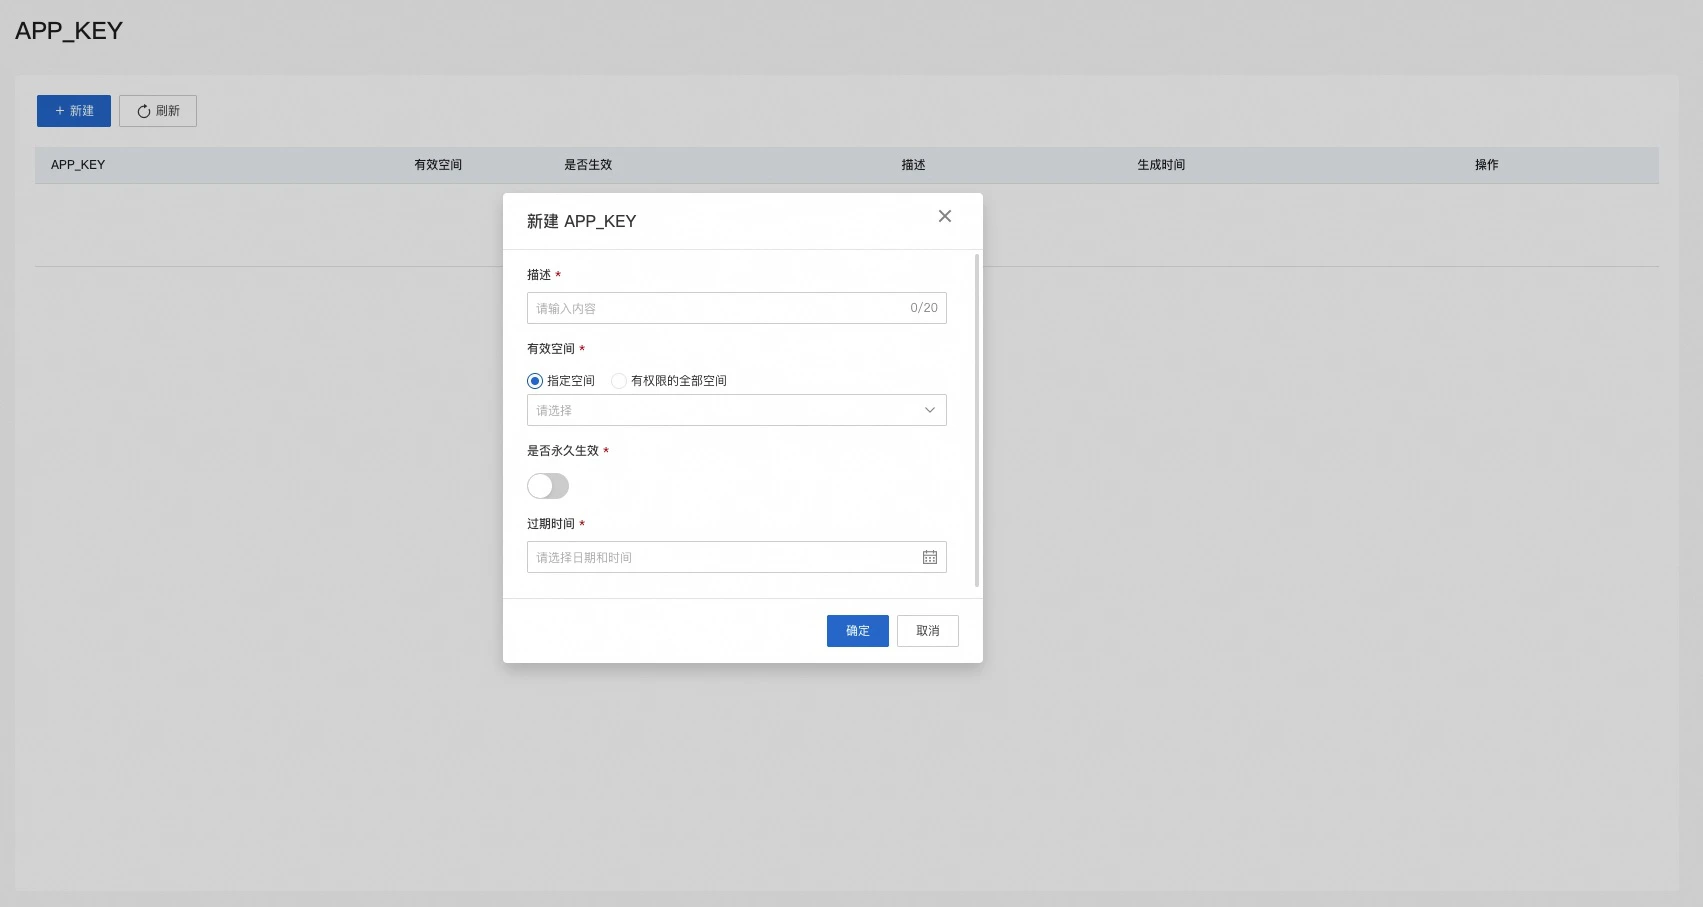 APP_KEY
+ 新建 刷新
APP_KEY 有效空间 是否生效 描述 生成时间 操作
新建 APP_KEY
描述 *
请输入内容 0/20
有效空间 *
指定空间 有权限的全部空间
请选择
是否永久生效 *
过期时间 *
请选择日期和时间
确定 取消